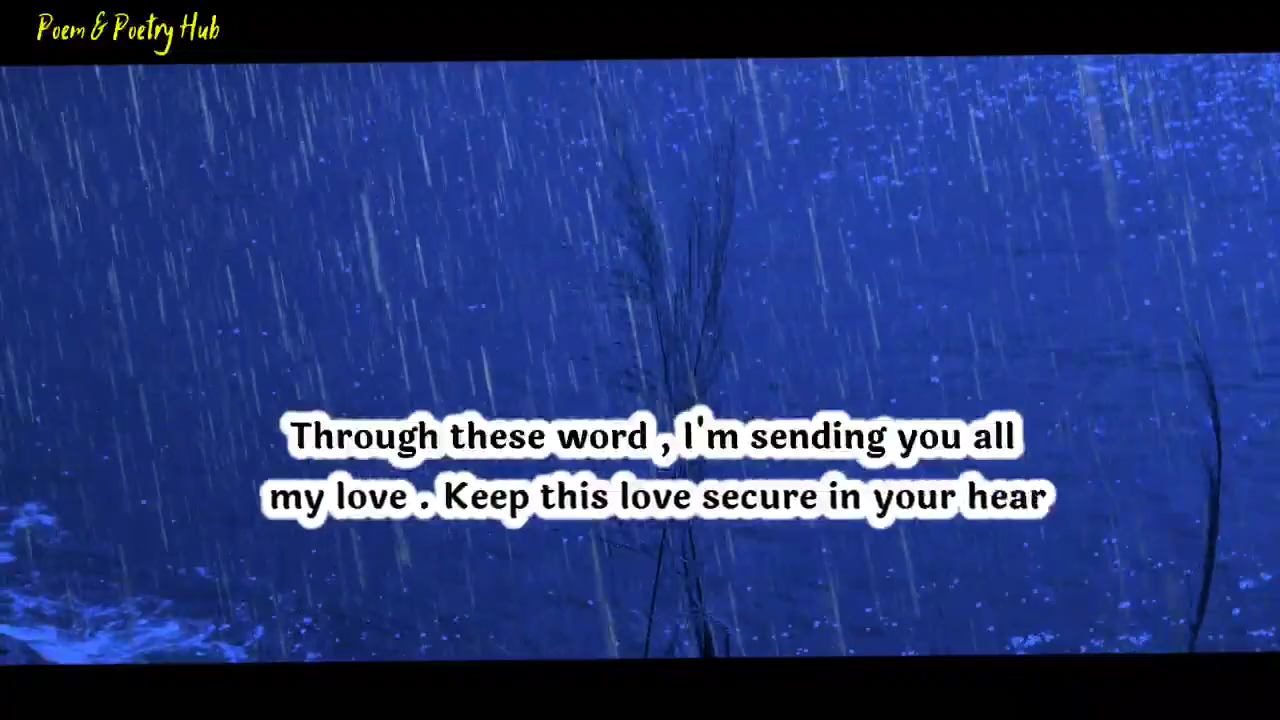 Poem & Poetry Hub
Through these word , I'm sending you all
my love . Keep this love secure in your hear